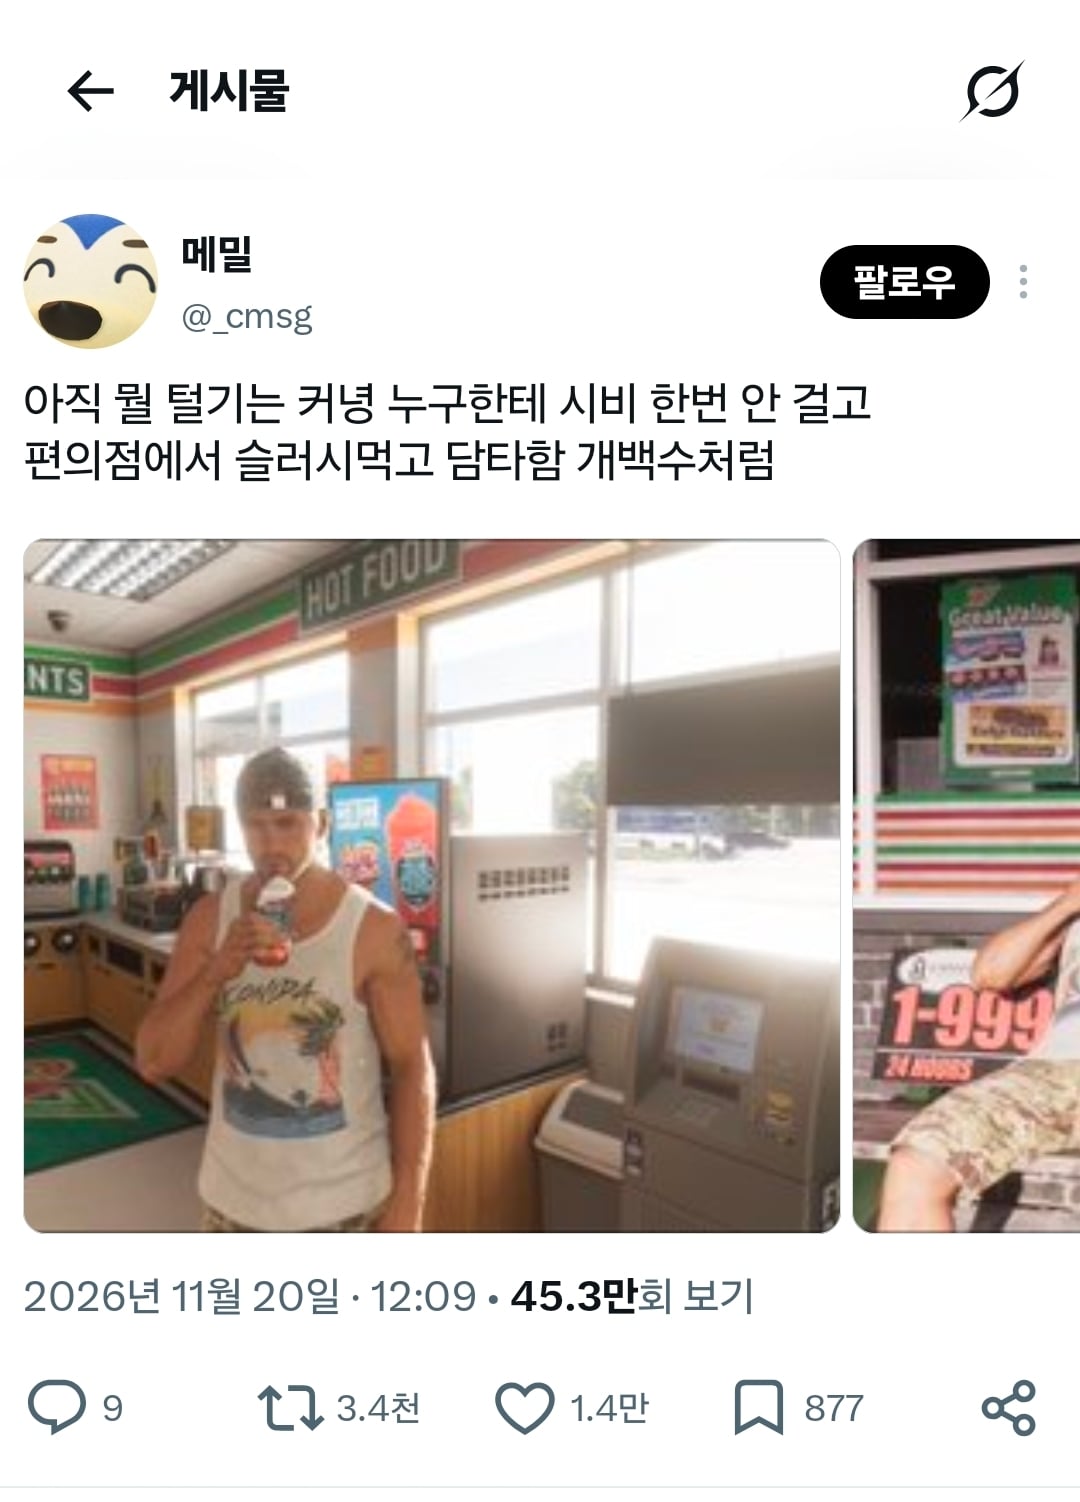 게시물
메밀
@_cmsg
팔로우
아직 뭘 털기는 커녕 누구한테 시비 한번 안 걸고
편의점에서 슬러시먹고 담타함 개백수처럼
HOT FOOD
NTS
Great Value
1-999
24 HOURS
2026년 11월 20일 · 12:09 • 45.3만회 보기
9
3.4천
1.4만
877